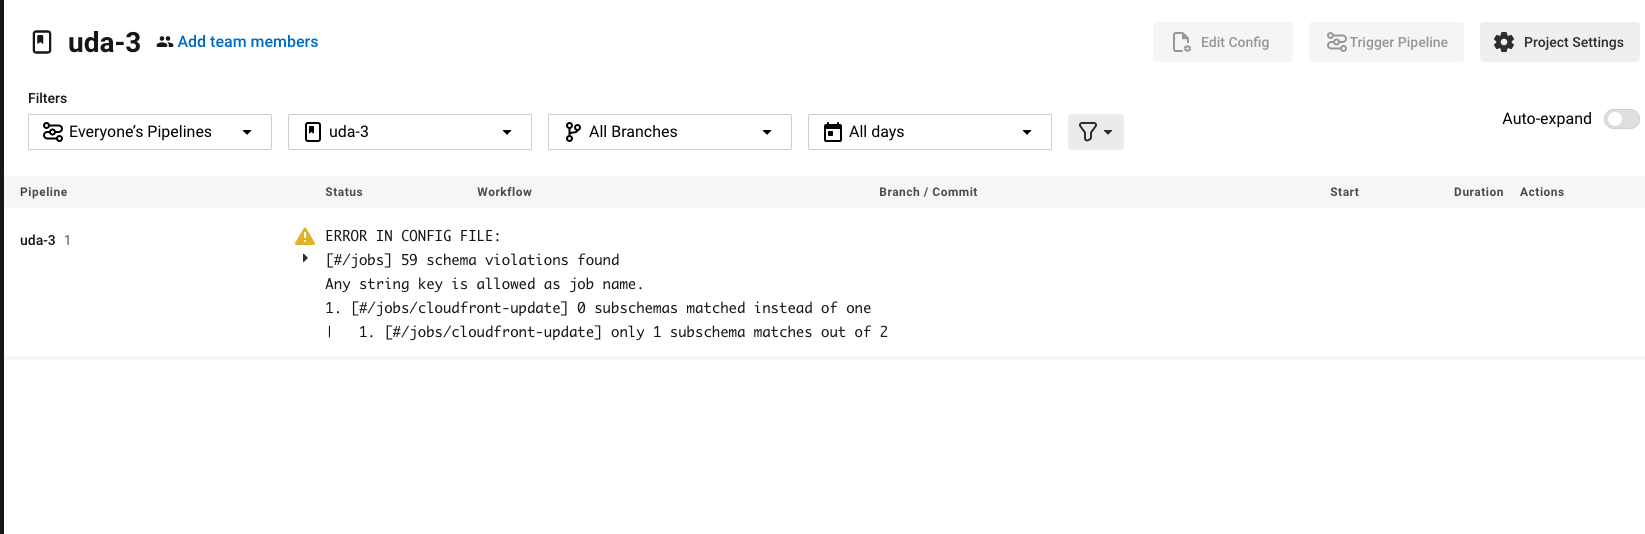 uda-3 Add team members Edit Config Trigger Pipeline Project Settings
Filters
Everyone's Pipelines uda-3 All Branches All days Auto-expand
Pipeline Status Workflow Branch / Commit Start Duration Actions
uda-3 1
ERROR IN CONFIG FILE:
[#/jobs] 59 schema violations found
Any string key is allowed as job name.
1. [#/jobs/cloudfront-update] 0 subschemas matched instead of one
|   1. [#/jobs/cloudfront-update] only 1 subschema matches out of 2